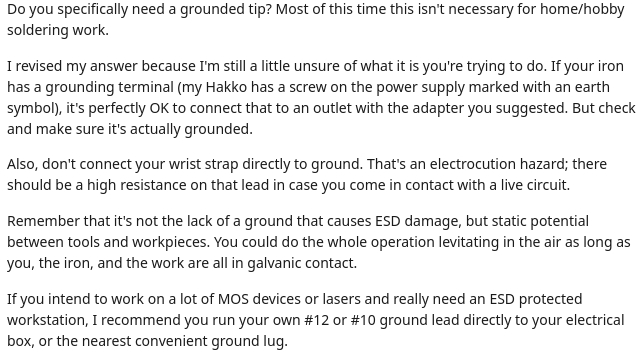 Do you specifically need a grounded tip? Most of this time this isn't necessary for home/hobby
soldering work.
I revised my answer because I'm still a little unsure of what it is you're trying to do. If your iron
has a grounding terminal (my Hakko has a screw on the power supply marked with an earth
symbol), it's perfectly OK to connect that to an outlet with the adapter you suggested. But check
and make sure it's actually grounded.
Also, don't connect your wrist strap directly to ground. That's an electrocution hazard; there
should be a high resistance on that lead in case you come in contact with a live circuit.
Remember that it's not the lack of a ground that causes ESD damage, but static potential
between tools and workpieces. You could do the whole operation levitating in the air as long as
you, the iron, and the work are all in galvanic contact.
If you intend to work on a lot of MOS devices or lasers and really need an ESD protected
workstation, I recommend you run your own #12 or #10 ground lead directly to your electrical
box, or the nearest convenient ground lug.